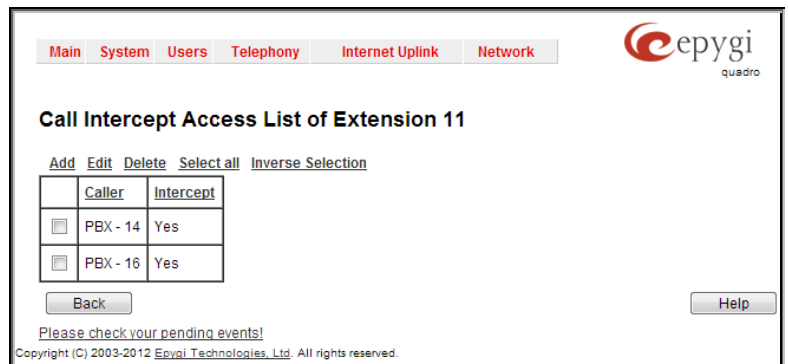 Main System Users Telephony Internet Uplink Network
epygi
quadro
Call Intercept Access List of Extension 11
Add Edit Delete Select all Inverse Selection
Caller Intercept
PBX - 14 Yes
PBX - 16 Yes
Back Help
Please check your pending events!
Copyright (C) 2003-2012 Epygi Technologies, Ltd. All rights reserved.